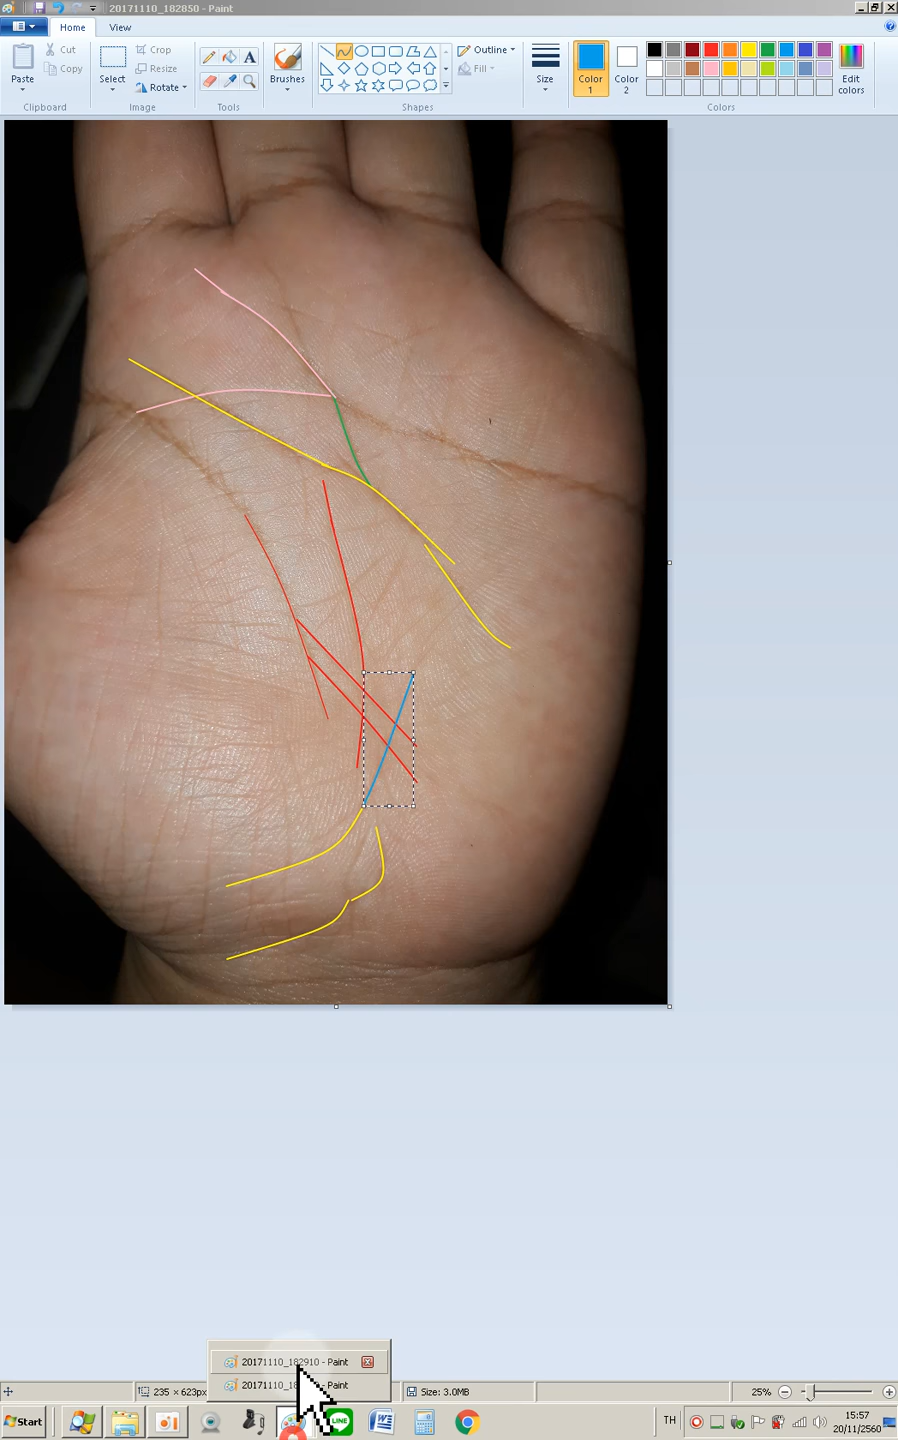 20171110_182850 - Paint
Home
View
Paste
Cut
Copy
Clipboard
Select
Crop
Resize
Rotate
Image
A
Tools
Brushes
Shapes
Outline
Fill
Size
Color 1
Color 2
Edit colors
Colors
20171110_182910 - Paint
Paint
235 × 623px
Size: 3.0MB
25%
Start
LINE
W
TH
15:57
20/11/2560